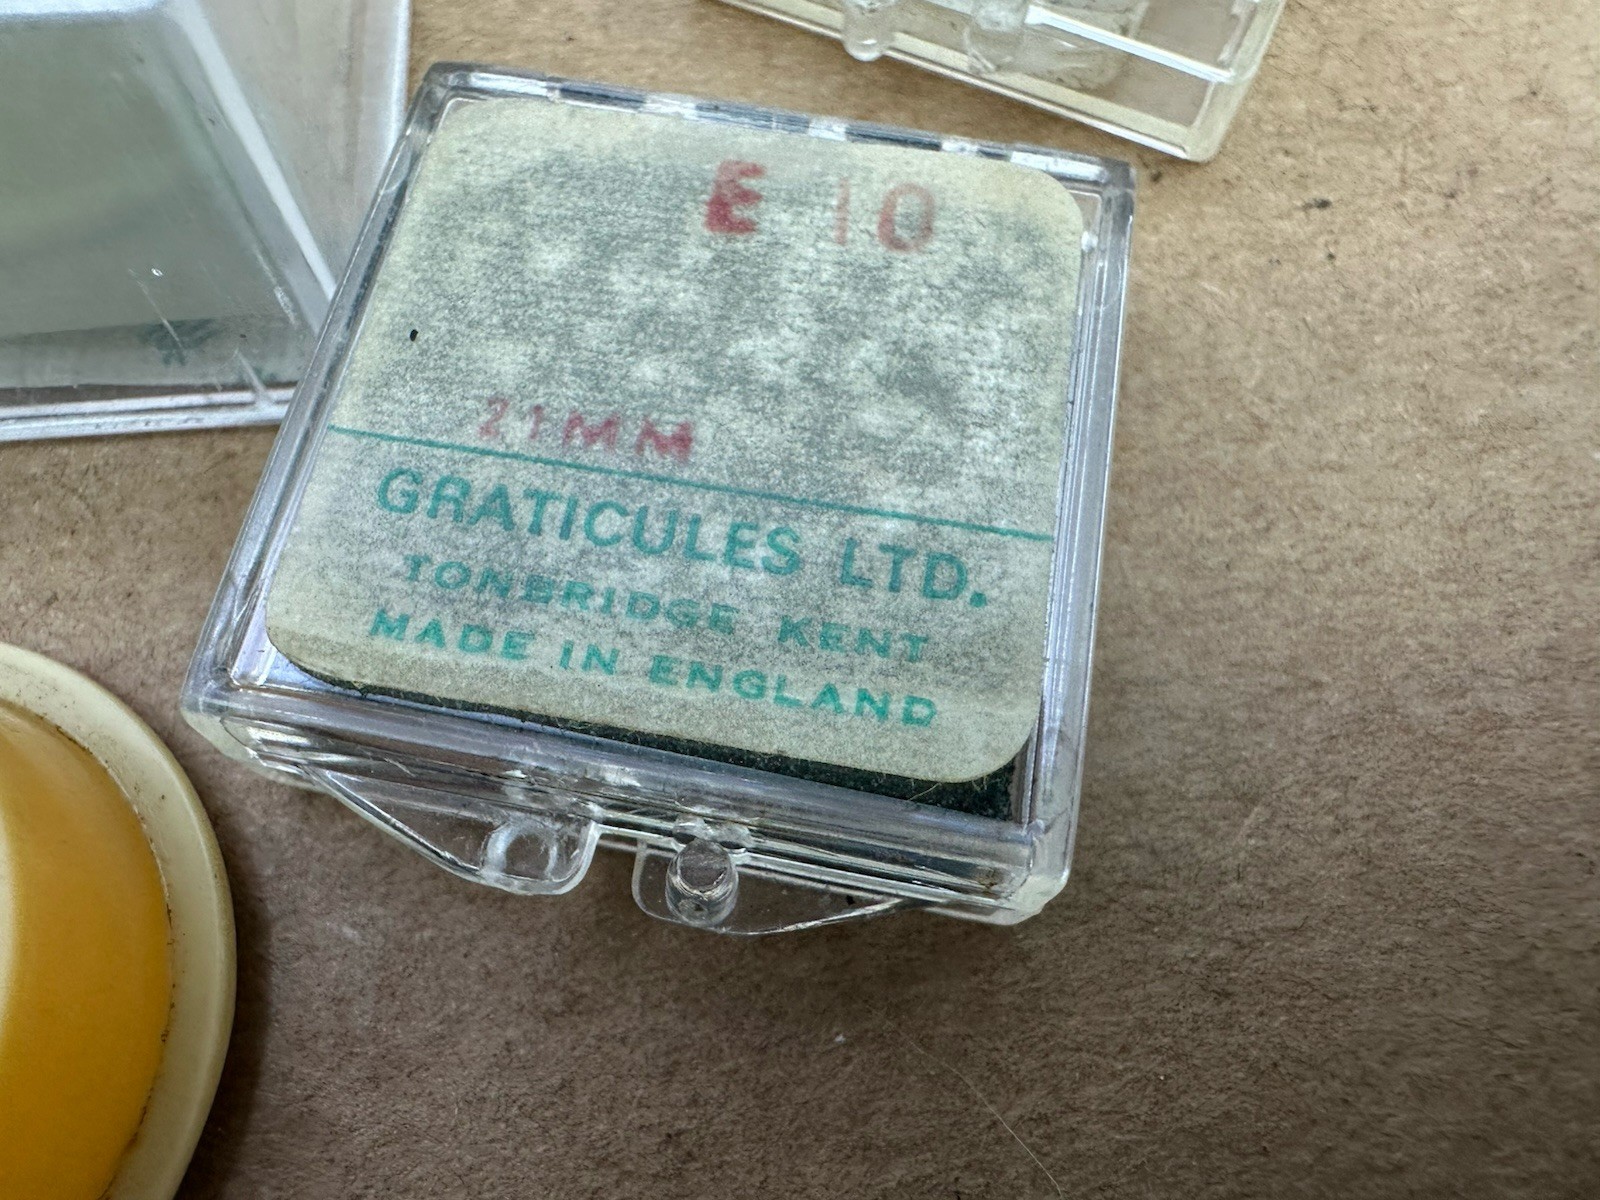 E 10
21MM
GRATICULES LTD.
TONBRIDGE KENT
MADE IN ENGLAND